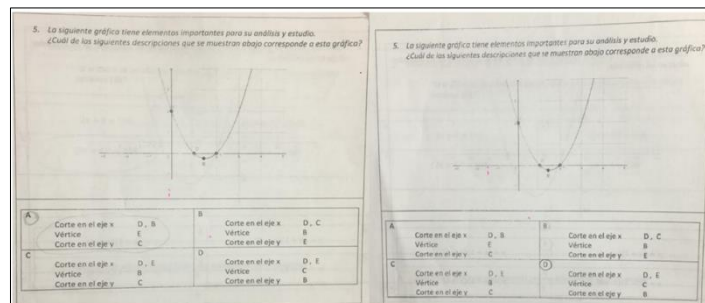 5. La siguiente gráfica tiene elementos importantes para su análisis y estudio.
¿Cuál de las siguientes descripciones que se muestran abajo corresponde a esta gráfica?
A
Corte en el eje x D, B
Vértice E
Corte en el eje y C
B
Corte en el eje x D, C
Vértice B
Corte en el eje y E
C
Corte en el eje x D, E
Vértice B
Corte en el eje y C
D
Corte en el eje x D, E
Vértice C
Corte en el eje y B
5. La siguiente gráfica tiene elementos importantes para su análisis y estudio.
¿Cuál de las siguientes descripciones que se muestran abajo corresponde a esta gráfica?
A
Corte en el eje x D, B
Vértice E
Corte en el eje y C
B
Corte en el eje x D, C
Vértice B
Corte en el eje y E
C
Corte en el eje x D, E
Vértice B
Corte en el eje y C
D
Corte en el eje x D, E
Vértice C
Corte en el eje y B